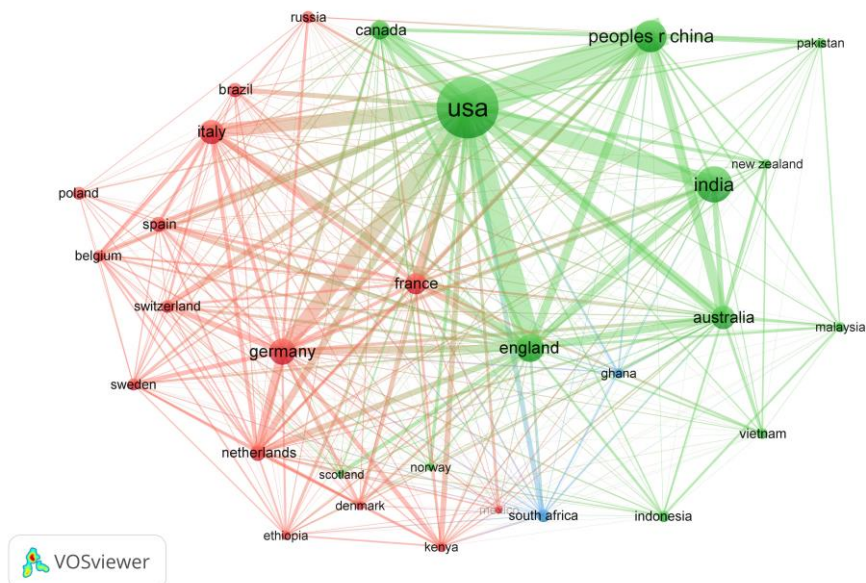 russia
canada
peoples r china
pakistan
brazil
usa
italy
new zealand
india
poland
spain
belgium
france
switzerland
australia
malaysia
germany
england
ghana
sweden
vietnam
netherlands
scotland
norway
denmark
mexico
south africa
indonesia
ethiopia
kenya
VOSviewer